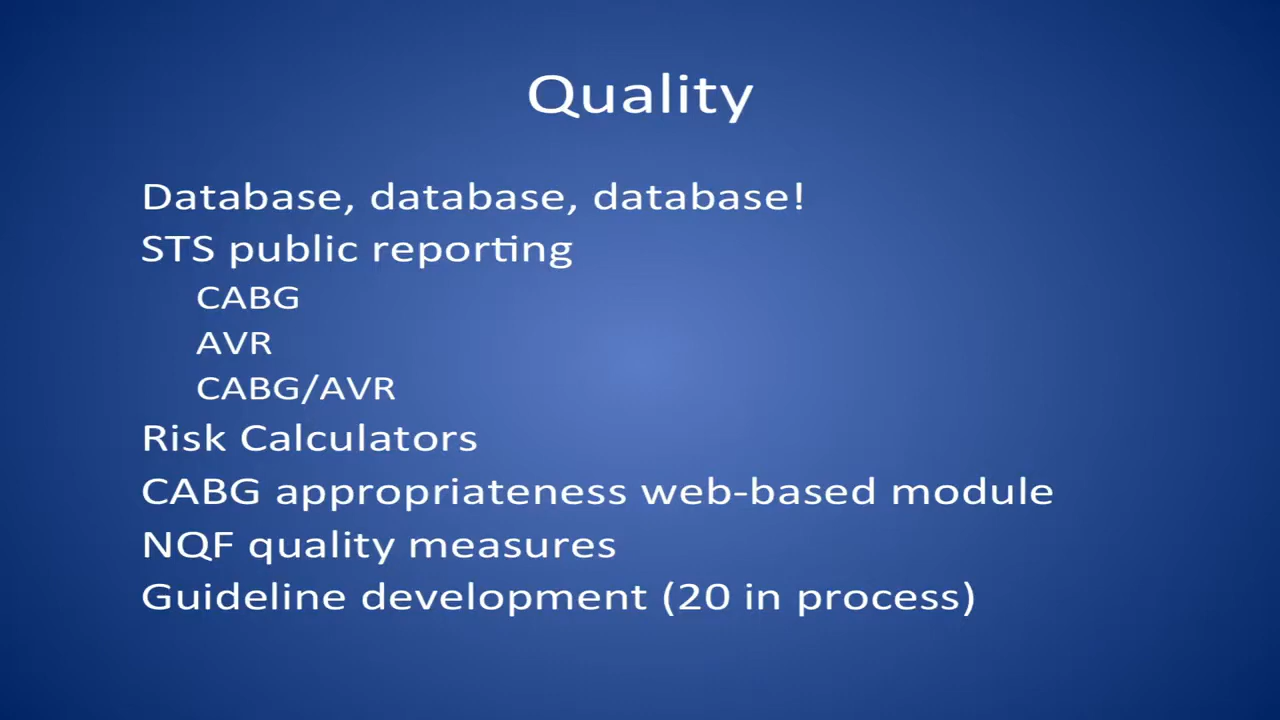 Quality
Database, database, database!
STS public reporting
CABG
AVR
CABG/AVR
Risk Calculators
CABG appropriateness web-based module
NQF quality measures
Guideline development (20 in process)